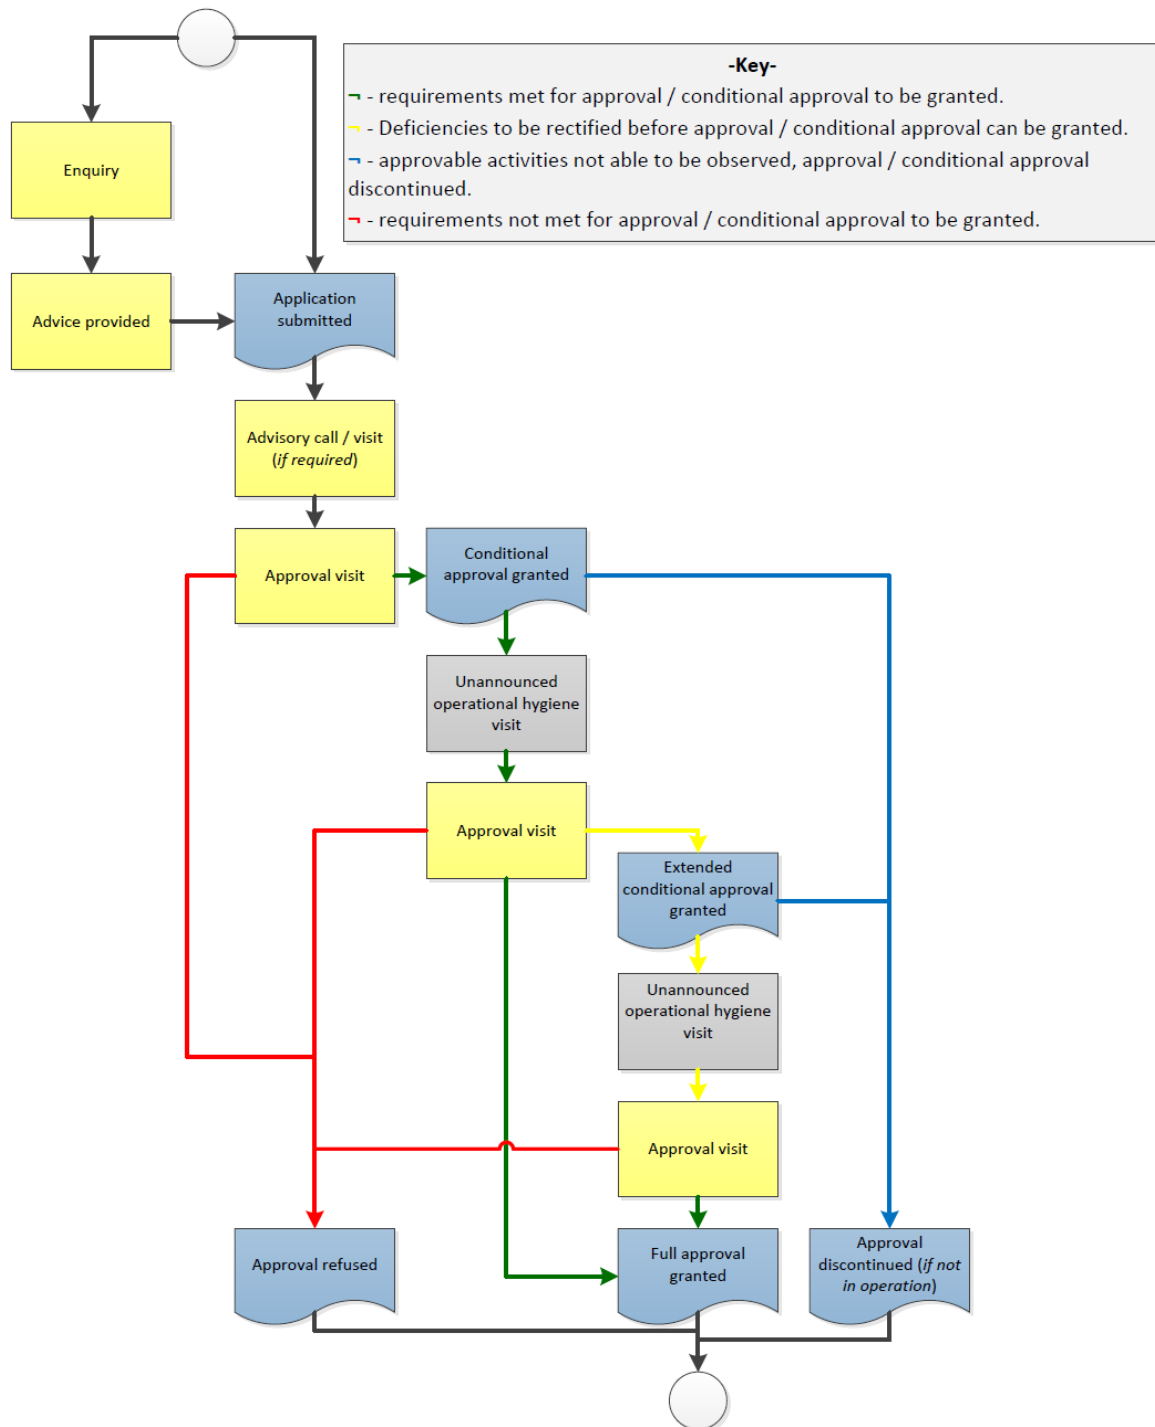 -Key-
¬ - requirements met for approval / conditional approval to be granted.
¬ - Deficiencies to be rectified before approval / conditional approval can be granted.
¬ - approvable activities not able to be observed, approval / conditional approval
discontinued.
¬ - requirements not met for approval / conditional approval to be granted.
Enquiry
Advice provided
Application
submitted
Advisory call / visit
(if required)
Approval visit
Conditional
approval granted
Unannounced
operational hygiene
visit
Approval visit
Extended
conditional approval
granted
Unannounced
operational hygiene
visit
Approval visit
Approval refused
Full approval
granted
Approval
discontinued (if not
in operation)